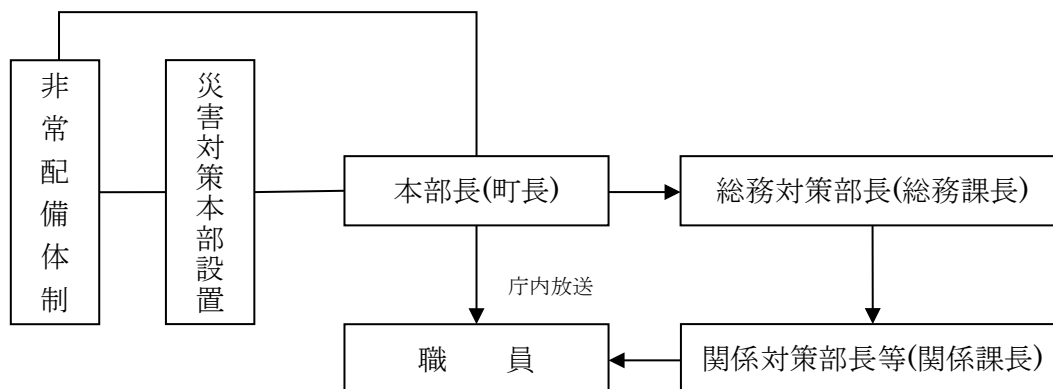 非常配備体制
災害対策本部設置
本部長(町長)
総務対策部長(総務課長)
庁内放送
職　　員
関係対策部長等(関係課長)